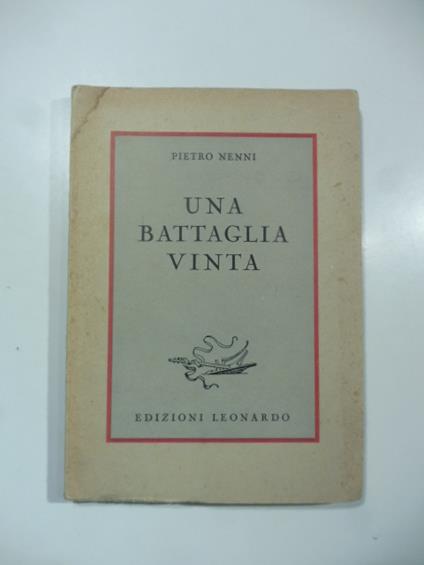 PIETRO NENNI
UNA
BATTAGLIA
VINTA
EDIZIONI LEONARDO